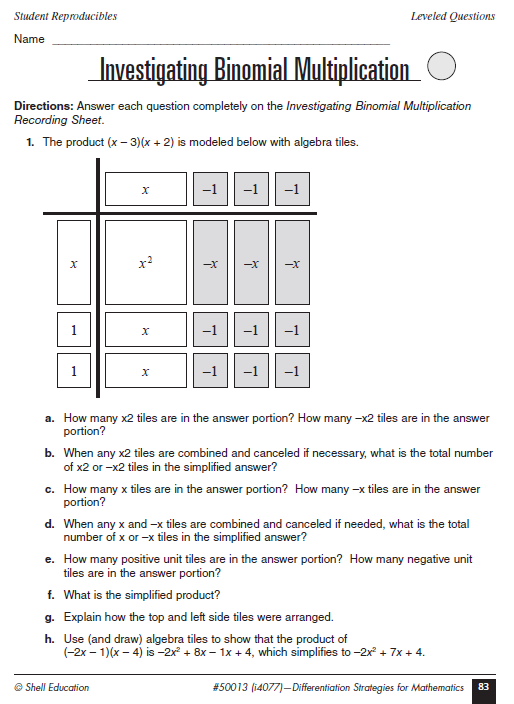 Student Reproducibles
Leveled Questions
Name
Investigating Binomial Multiplication
Directions: Answer each question completely on the Investigating Binomial Multiplication
Recording Sheet.
1. The product (x – 3)(x + 2) is modeled below with algebra tiles.
x –1 –1 –1
x x² –x –x –x
1 x –1 –1 –1
1 x –1 –1 –1
a. How many x2 tiles are in the answer portion? How many –x2 tiles are in the answer
portion?
b. When any x2 tiles are combined and canceled if necessary, what is the total number
of x2 or –x2 tiles in the simplified answer?
c. How many x tiles are in the answer portion? How many –x tiles are in the answer
portion?
d. When any x and –x tiles are combined and canceled if needed, what is the total
number of x or –x tiles in the simplified answer?
e. How many positive unit tiles are in the answer portion? How many negative unit
tiles are in the answer portion?
f. What is the simplified product?
g. Explain how the top and left side tiles were arranged.
h. Use (and draw) algebra tiles to show that the product of
(–2x – 1)(x – 4) is –2x² + 8x – 1x + 4, which simplifies to –2x² + 7x + 4.
© Shell Education
#50013 (i4077)—Differentiation Strategies for Mathematics
83